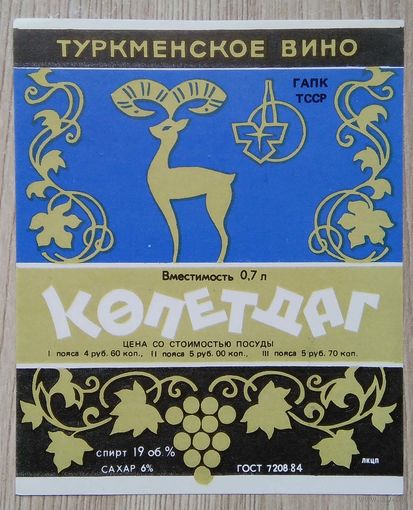 ТУРКМЕНСКОЕ ВИНО
ГАПК
ТССР
Вместимость 0,7 л
КӨПЕТДАГ
ЦЕНА СО СТОИМОСТЬЮ ПОСУДЫ
I пояса 4 руб. 60 коп., II пояса 5 руб. 00 коп., III пояса 5 руб. 70 коп.
спирт 19 об.%
САХАР 6%
ГОСТ 7208-84
ЛКЦП